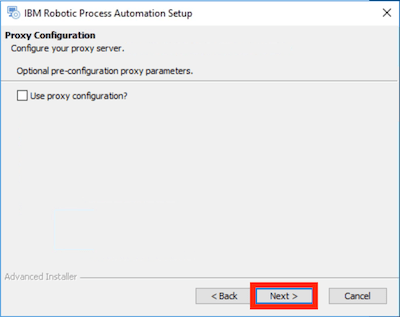 IBM Robotic Process Automation Setup
Proxy Configuration
Configure your proxy server.
Optional pre-configuration proxy parameters.
Use proxy configuration?
Advanced Installer
< Back Next > Cancel